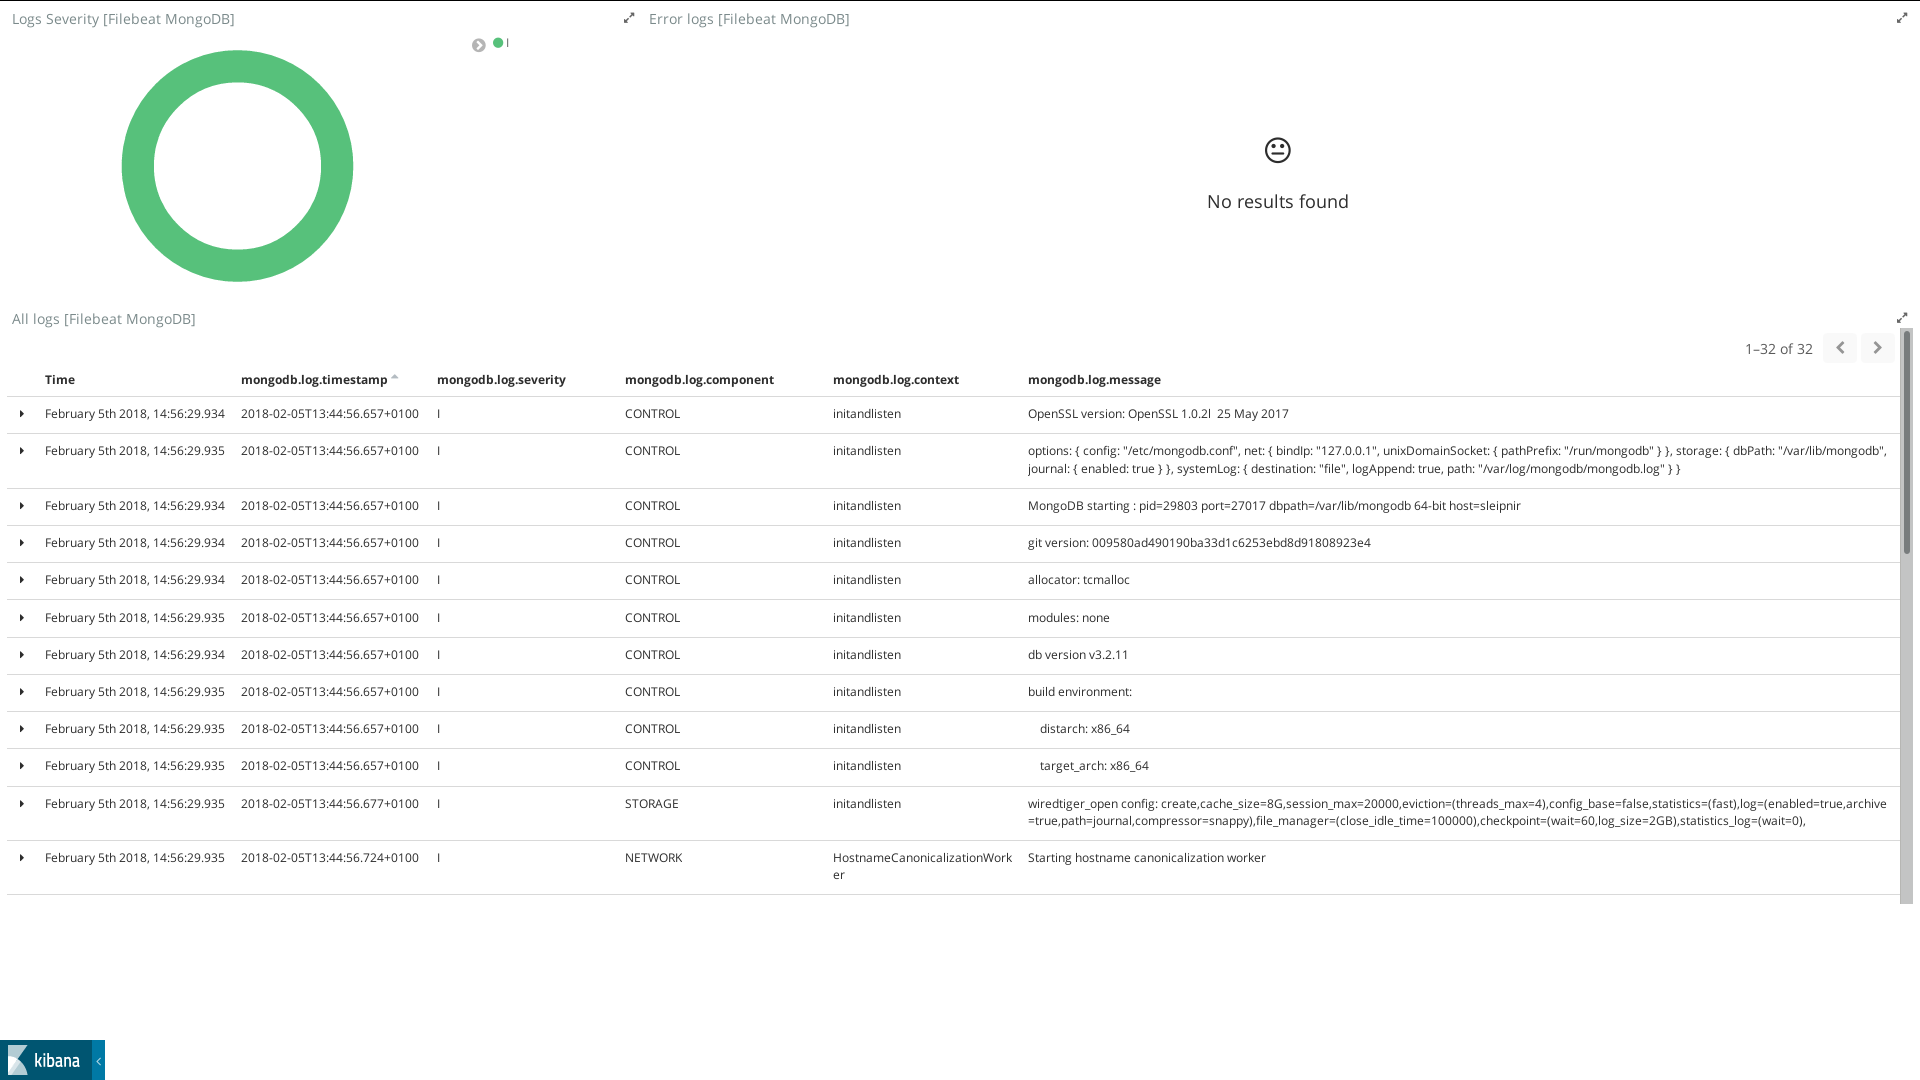 Logs Severity [Filebeat MongoDB]
I
Error logs [Filebeat MongoDB]
No results found
All logs [Filebeat MongoDB]
1–32 of 32
Time mongodb.log.timestamp mongodb.log.severity mongodb.log.component mongodb.log.context mongodb.log.message
February 5th 2018, 14:56:29.934 2018-02-05T13:44:56.657+0100 I CONTROL initandlisten OpenSSL version: OpenSSL 1.0.2l 25 May 2017
February 5th 2018, 14:56:29.935 2018-02-05T13:44:56.657+0100 I CONTROL initandlisten options: { config: "/etc/mongodb.conf", net: { bindIp: "127.0.0.1", unixDomainSocket: { pathPrefix: "/run/mongodb" } }, storage: { dbPath: "/var/lib/mongodb",
journal: { enabled: true } }, systemLog: { destination: "file", logAppend: true, path: "/var/log/mongodb/mongodb.log" } }
February 5th 2018, 14:56:29.934 2018-02-05T13:44:56.657+0100 I CONTROL initandlisten MongoDB starting : pid=29803 port=27017 dbpath=/var/lib/mongodb 64-bit host=sleipnir
February 5th 2018, 14:56:29.934 2018-02-05T13:44:56.657+0100 I CONTROL initandlisten git version: 009580ad490190ba33d1c6253ebd8d91808923e4
February 5th 2018, 14:56:29.934 2018-02-05T13:44:56.657+0100 I CONTROL initandlisten allocator: tcmalloc
February 5th 2018, 14:56:29.935 2018-02-05T13:44:56.657+0100 I CONTROL initandlisten modules: none
February 5th 2018, 14:56:29.934 2018-02-05T13:44:56.657+0100 I CONTROL initandlisten db version v3.2.11
February 5th 2018, 14:56:29.935 2018-02-05T13:44:56.657+0100 I CONTROL initandlisten build environment:
February 5th 2018, 14:56:29.935 2018-02-05T13:44:56.657+0100 I CONTROL initandlisten distarch: x86_64
February 5th 2018, 14:56:29.935 2018-02-05T13:44:56.657+0100 I CONTROL initandlisten target_arch: x86_64
February 5th 2018, 14:56:29.935 2018-02-05T13:44:56.677+0100 I STORAGE initandlisten wiredtiger_open config: create,cache_size=8G,session_max=20000,eviction=(threads_max=4),config_base=false,statistics=(fast),log=(enabled=true,archive
=true,path=journal,compressor=snappy),file_manager=(close_idle_time=100000),checkpoint=(wait=60,log_size=2GB),statistics_log=(wait=0),
February 5th 2018, 14:56:29.935 2018-02-05T13:44:56.724+0100 I NETWORK HostnameCanonicalizationWork Starting hostname canonicalization worker
er
kibana